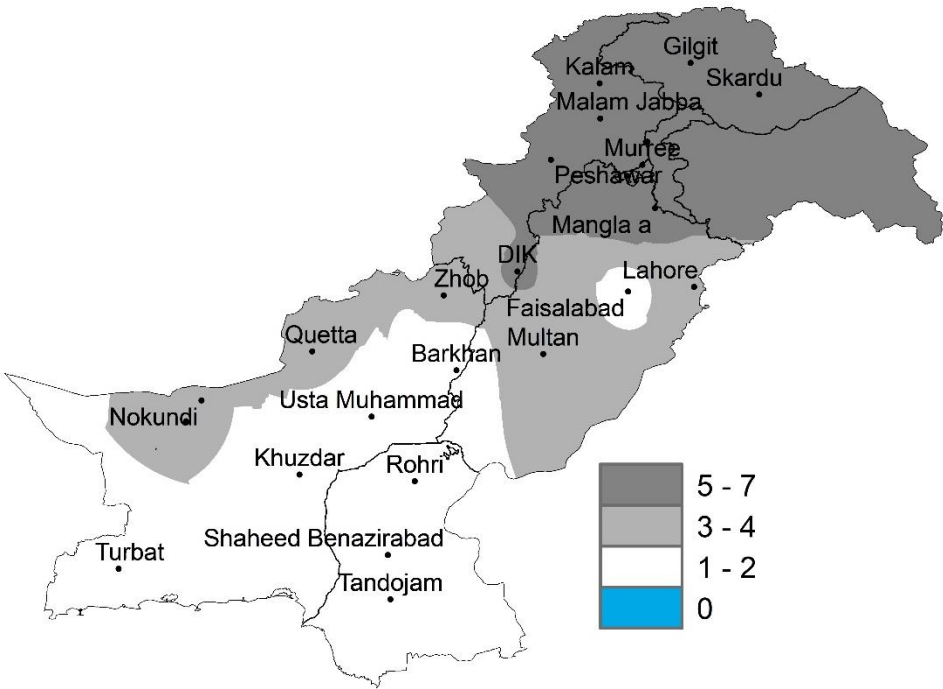 Gilgit
Kalam
Skardu
Malam Jabba
Murree
Peshawar
Mangla a
DIK
Lahore
Zhob
Faisalabad
Quetta
Multan
Barkhan
Usta Muhammad
Nokundi
Khuzdar
Rohri
Shaheed Benazirabad
Turbat
Tandojam
5 - 7
3 - 4
1 - 2
0